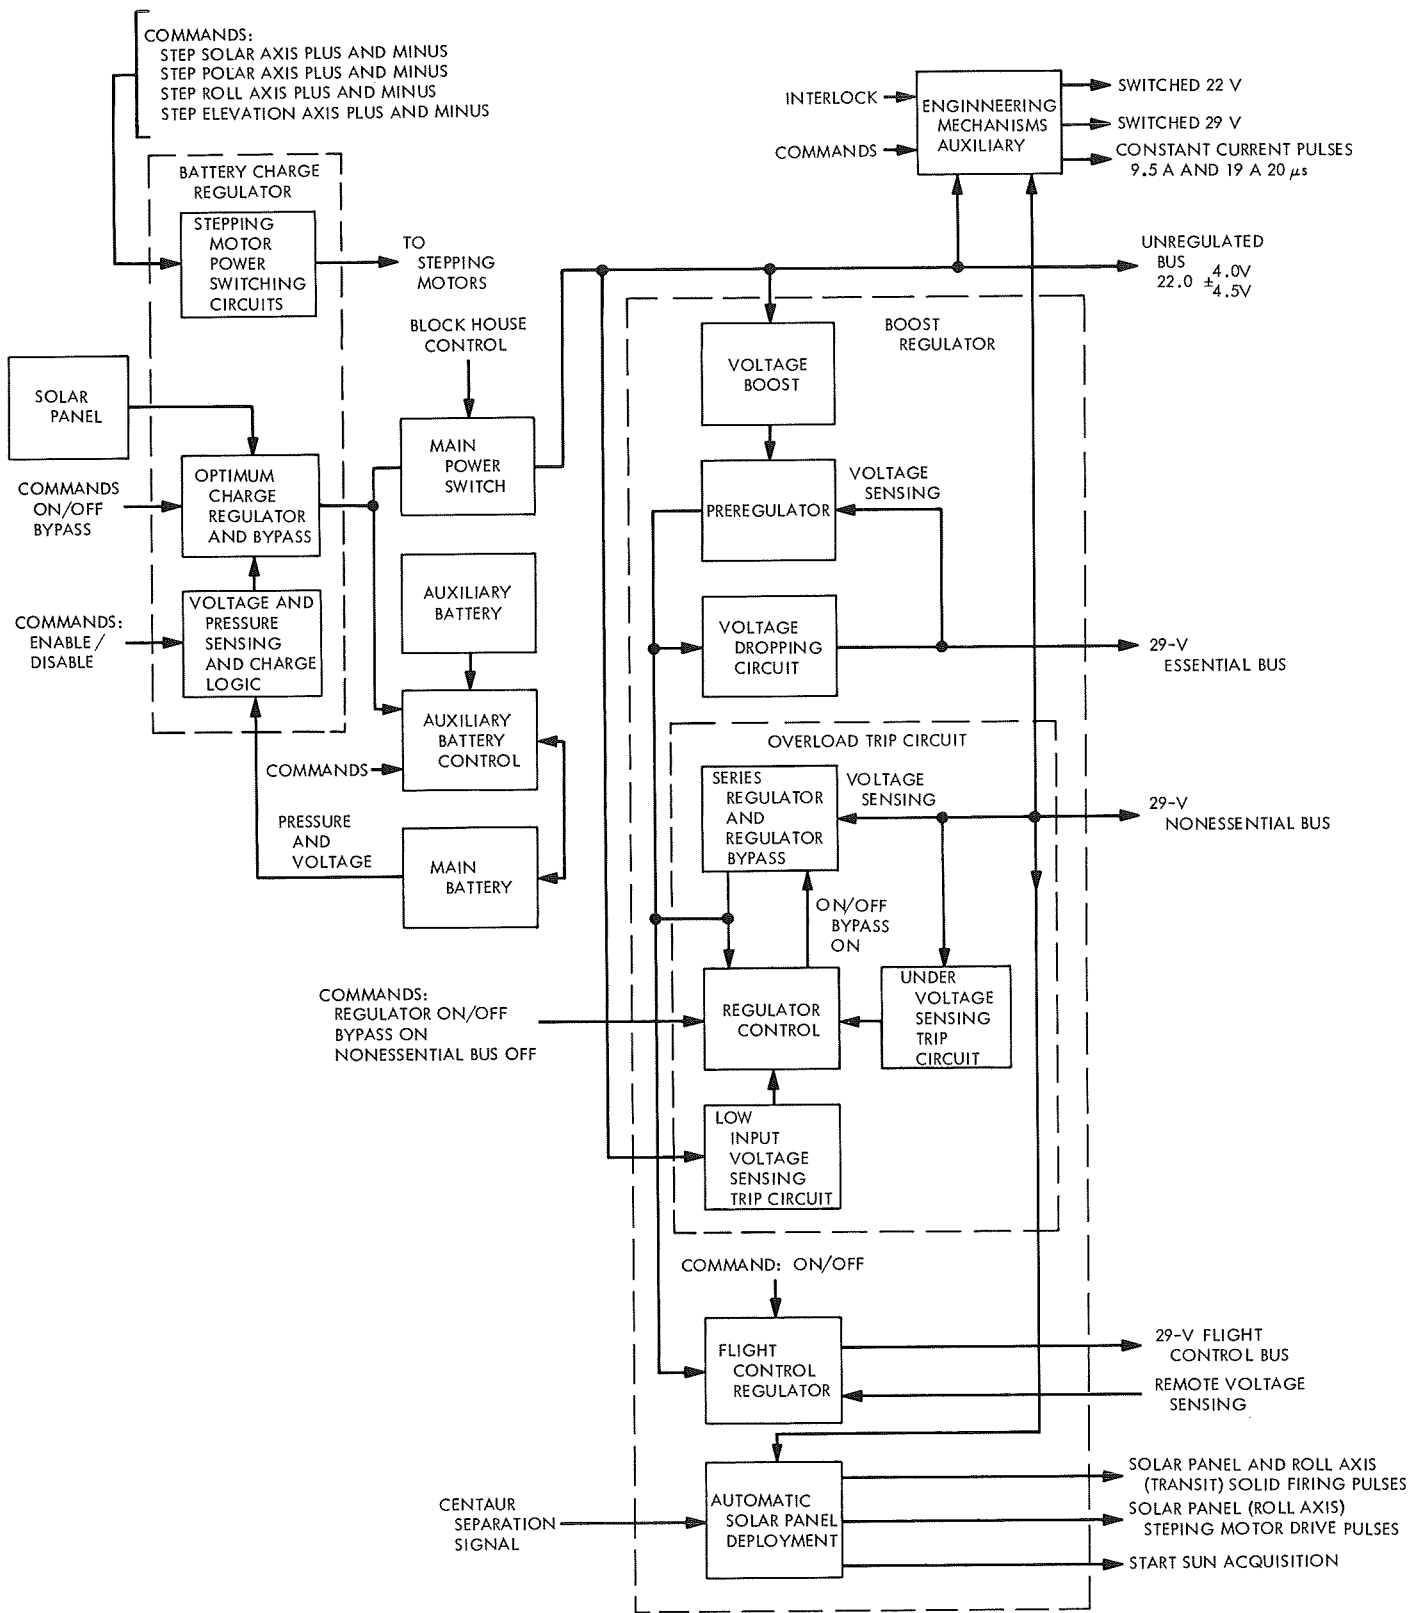 COMMANDS:
STEP SOLAR AXIS PLUS AND MINUS
STEP POLAR AXIS PLUS AND MINUS
STEP ROLL AXIS PLUS AND MINUS
STEP ELEVATION AXIS PLUS AND MINUS
INTERLOCK
COMMANDS
ENGINNEERING
MECHANISMS
AUXILIARY
SWITCHED 22 V
SWITCHED 29 V
CONSTANT CURRENT PULSES
9.5 A AND 19 A 20 μs
BATTERY CHARGE
REGULATOR
STEPPING
MOTOR
POWER
SWITCHING
CIRCUITS
TO
STEPPING
MOTORS
UNREGULATED
BUS
22.0 ±4.0V
4.5V
BLOCK HOUSE
CONTROL
BOOST
REGULATOR
VOLTAGE
BOOST
SOLAR
PANEL
MAIN
POWER
SWITCH
OPTIMUM
CHARGE
REGULATOR
AND BYPASS
COMMANDS
ON/OFF
BYPASS
VOLTAGE
SENSING
PREREGULATOR
AUXILIARY
BATTERY
VOLTAGE AND
PRESSURE
SENSING
AND CHARGE
LOGIC
COMMANDS:
ENABLE/
DISABLE
VOLTAGE
DROPPING
CIRCUIT
29-V
ESSENTIAL BUS
AUXILIARY
BATTERY
CONTROL
COMMANDS
OVERLOAD TRIP CIRCUIT
SERIES
REGULATOR
AND
REGULATOR
BYPASS
VOLTAGE
SENSING
29-V
NONESSENTIAL BUS
PRESSURE
AND
VOLTAGE
MAIN
BATTERY
ON/OFF
BYPASS
ON
COMMANDS:
REGULATOR ON/OFF
BYPASS ON
NONESSENTIAL BUS OFF
REGULATOR
CONTROL
UNDER
VOLTAGE
SENSING
TRIP
CIRCUIT
LOW
INPUT
VOLTAGE
SENSING
TRIP CIRCUIT
COMMAND: ON/OFF
FLIGHT
CONTROL
REGULATOR
29-V FLIGHT
CONTROL BUS
REMOTE VOLTAGE
SENSING
CENTAUR
SEPARATION
SIGNAL
AUTOMATIC
SOLAR PANEL
DEPLOYMENT
SOLAR PANEL AND ROLL AXIS
(TRANSIT) SOLID FIRING PULSES
SOLAR PANEL (ROLL AXIS)
STEPING MOTOR DRIVE PULSES
START SUN ACQUISITION